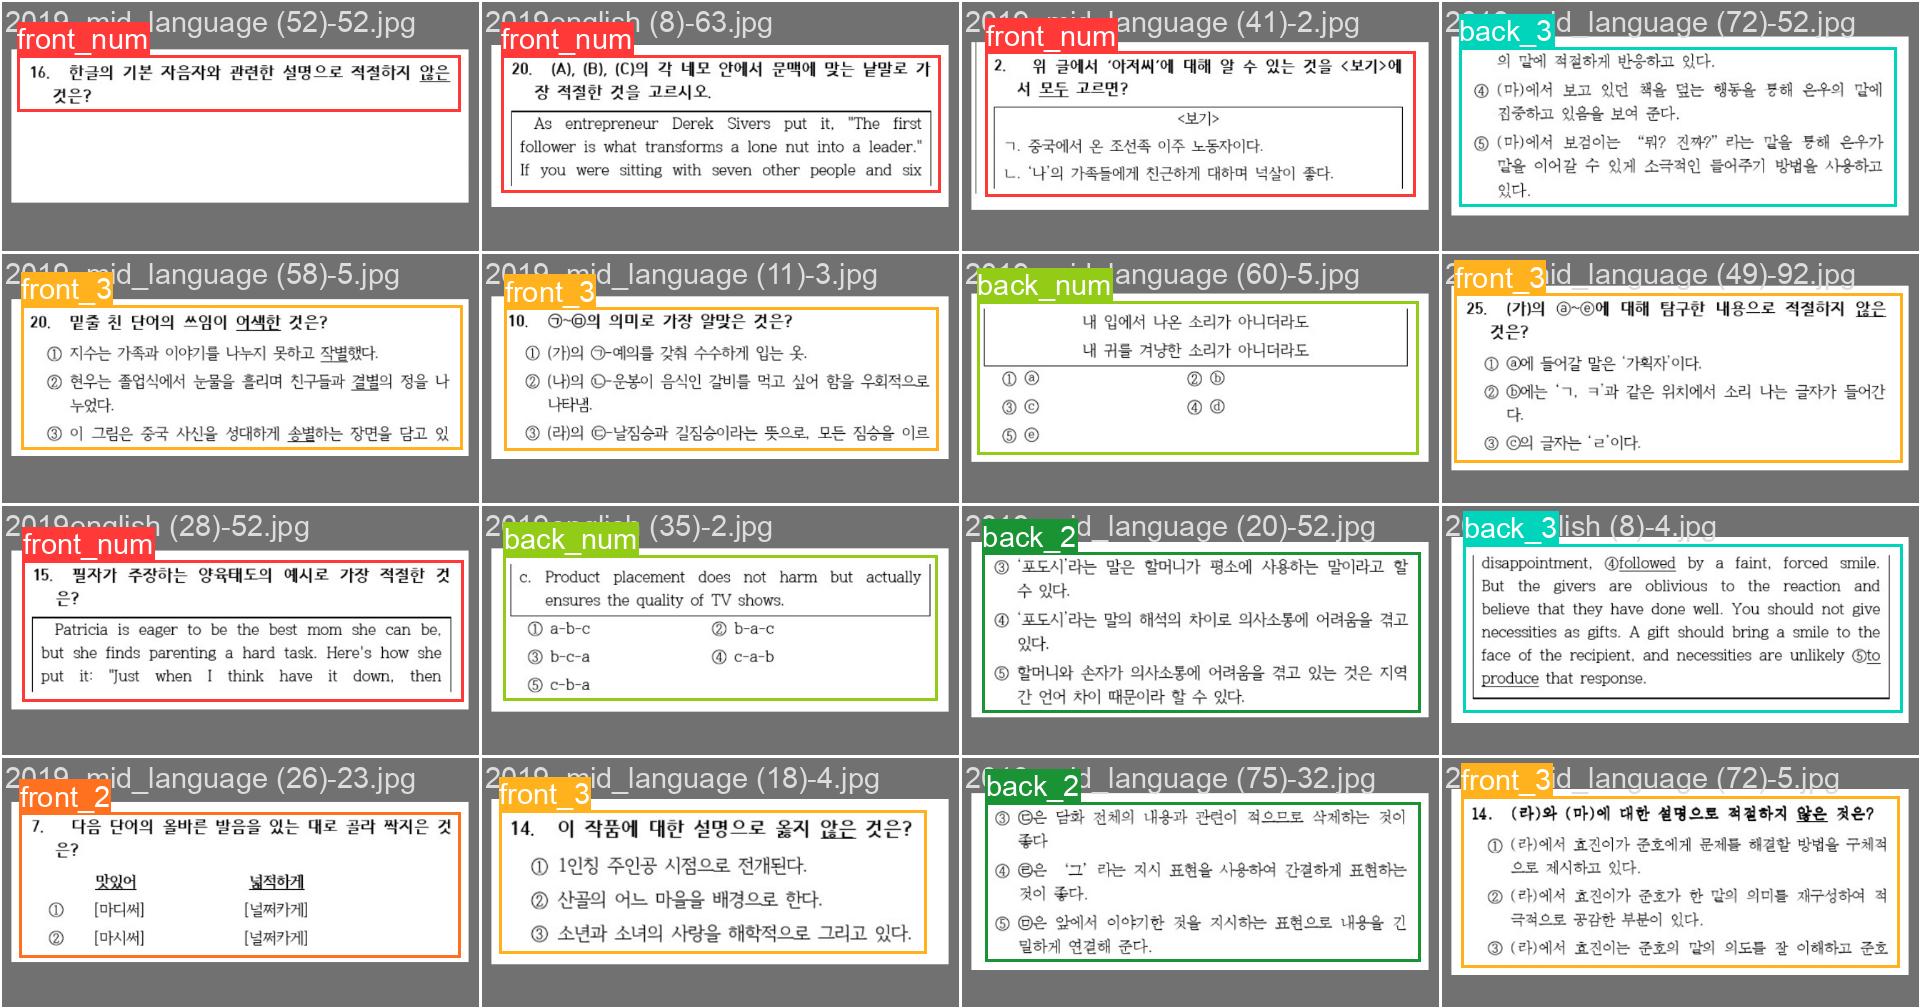 2019_mid_language (52)-52.jpg
front_num
16. 한글의 기본 자음자와 관련한 설명으로 적절하지 않은
것은?
2019english (8)-63.jpg
front_num
20. (A), (B), (C)의 각 네모 안에서 문맥에 맞는 낱말로 가
장 적절한 것을 고르시오.
As entrepreneur Derek Sivers put it, "The first
follower is what transforms a lone nut into a leader."
If you were sitting with seven other people and six
2019_mid_language (41)-2.jpg
front_num
2. 위 글에서 '아저씨'에 대해 알 수 있는 것을 <보기>에
서 모두 고르면?
<보기>
ㄱ. 중국에서 온 조선족 이주 노동자이다.
ㄴ. '나'의 가족들에게 친근하게 대하며 넉살이 좋다.
2019_mid_language (72)-52.jpg
back_3
의 말에 적절하게 반응하고 있다.
④ (마)에서 보고 있던 책을 덮는 행동을 통해 은우의 말에
집중하고 있음을 보여 준다.
⑤ (마)에서 보검이는 “뭐? 진짜?” 라는 말을 통해 은우가
말을 이어갈 수 있게 소극적인 들어주기 방법을 사용하고
있다.
2019_mid_language (58)-5.jpg
front_3
20. 밑줄 친 단어의 쓰임이 어색한 것은?
① 지수는 가족과 이야기를 나누지 못하고 작별했다.
② 현우는 졸업식에서 눈물을 흘리며 친구들과 결별의 정을 나
누었다.
③ 이 그림은 중국 사신을 성대하게 송별하는 장면을 담고 있
2019_mid_language (11)-3.jpg
front_3
10. ㉠~㉤의 의미로 가장 알맞은 것은?
① (가)의 ㉠-예의를 갖춰 수수하게 입는 옷.
② (나)의 ㉡-운봉이 음식인 갈비를 먹고 싶어 함을 우회적으로
나타냄.
③ (라)의 ㉢-날짐승과 길짐승이라는 뜻으로, 모든 짐승을 이르
2019_mid_language (60)-5.jpg
back_num
내 입에서 나온 소리가 아니더라도
내 귀를 겨냥한 소리가 아니더라도
① ⓐ ② ⓑ
③ ⓒ ④ ⓓ
⑤ ⓔ
2019_mid_language (49)-92.jpg
front_3
25. (가)의 ⓐ~ⓔ에 대해 탐구한 내용으로 적절하지 않은
것은?
① ⓐ에 들어갈 말은 '가획자'이다.
② ⓑ에는 'ㄱ, ㅋ'과 같은 위치에서 소리 나는 글자가 들어간
다.
③ ⓒ의 글자는 'ㄹ'이다.
2019english (28)-52.jpg
front_num
15. 필자가 주장하는 양육태도의 예시로 가장 적절한 것
은?
Patricia is eager to be the best mom she can be,
but she finds parenting a hard task. Here's how she
put it: "Just when I think have it down, then
2019english (35)-2.jpg
back_num
c. Product placement does not harm but actually
ensures the quality of TV shows.
① a-b-c ② b-a-c
③ b-c-a ④ c-a-b
⑤ c-b-a
2019_mid_language (20)-52.jpg
back_2
③ '포도시'라는 말은 할머니가 평소에 사용하는 말이라고 할
수 있다.
④ '포도시'라는 말의 해석의 차이로 의사소통에 어려움을 겪고
있다.
⑤ 할머니와 손자가 의사소통에 어려움을 겪고 있는 것은 지역
간 언어 차이 때문이라 할 수 있다.
2019english (8)-4.jpg
back_3
disappointment, ④followed by a faint, forced smile.
But the givers are oblivious to the reaction and
believe that they have done well. You should not give
necessities as gifts. A gift should bring a smile to the
face of the recipient, and necessities are unlikely ⑤to
produce that response.
2019_mid_language (26)-23.jpg
front_2
7. 다음 단어의 올바른 발음을 있는 대로 골라 짝지은 것
은?
맛있어 넓적하게
① [마디써] [널쩌카게]
② [마시써] [널쩌카게]
2019_mid_language (18)-4.jpg
front_3
14. 이 작품에 대한 설명으로 옳지 않은 것은?
① 1인칭 주인공 시점으로 전개된다.
② 산골의 어느 마을을 배경으로 한다.
③ 소년과 소녀의 사랑을 해학적으로 그리고 있다.
2019_mid_language (75)-32.jpg
back_2
③ ㉢은 담화 전체의 내용과 관련이 적으므로 삭제하는 것이
좋다
④ ㉣은 '그' 라는 지시 표현을 사용하여 간결하게 표현하는
것이 좋다.
⑤ ㉤은 앞에서 이야기한 것을 지시하는 표현으로 내용을 긴
밀하게 연결해 준다.
2019_mid_language (72)-5.jpg
front_3
14. (라)와 (마)에 대한 설명으로 적절하지 않은 것은?
① (라)에서 효진이가 준호에게 문제를 해결할 방법을 구체적
으로 제시하고 있다.
② (라)에서 효진이가 준호가 한 말의 의미를 재구성하여 적
극적으로 공감한 부분이 있다.
③ (라)에서 효진이는 준호의 말의 의도를 잘 이해하고 준호